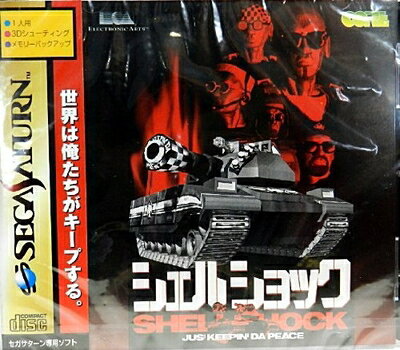 1人用
3Dシューティング
メモリーバックアップ
SEGA SATURN™
世界は俺たちがキープする。
COMPACT
disc
セガサターン専用ソフト
ELECTRONIC ARTS
CORE
シェルショック
SHELLSHOCK
JUS' KEEPIN' DA PEACE